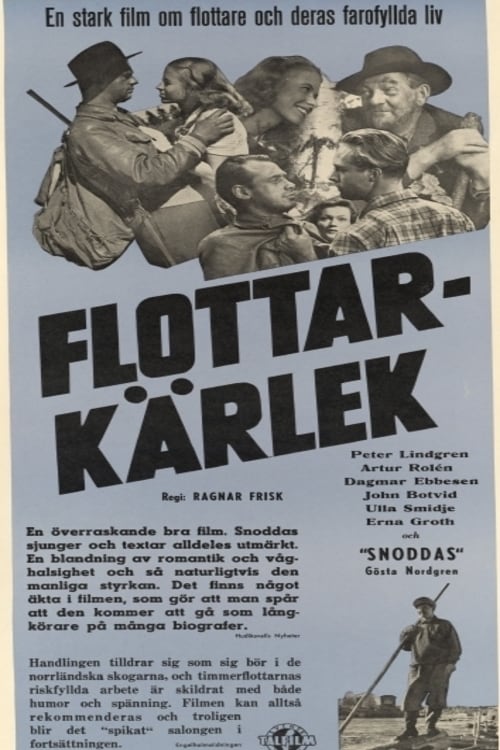 En stark film om flottare och deras farofyllda liv
FLOTTAR-
KÄRLEK
Regi: RAGNAR FRISK
Peter Lindgren
Artur Rolén
Dagmar Ebbesen
John Botvid
Ulla Smidje
Erna Groth
och
"SNODDAS"
Gösta Nordgren
En överraskande bra film. Snoddas
sjunger och textar alldeles utmärkt.
En blandning av romantik och våg-
halsighet och så naturligtvis den
manliga styrkan. Det finns något
äkta i filmen, som gör att man spår
att den kommer att gå som lång-
körare på många biografer.
Hudiksvalls Nyheter
Handlingen tilldrar sig som sig bör i de
norrländska skogarna, och timmerflottarnas
riskfyllda arbete är skildrat med både
humor och spänning. Filmen kan alltså
rekommenderas och troligen
blir det "spikat" salongen i
fortsättningen.
Engelholmstidningen
TALFILM